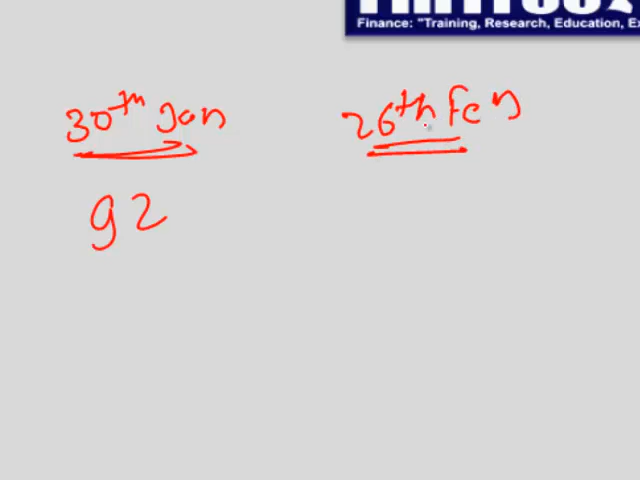 Finance: "Training, Research, Education, Ex
30th Jan 26th Feb
92